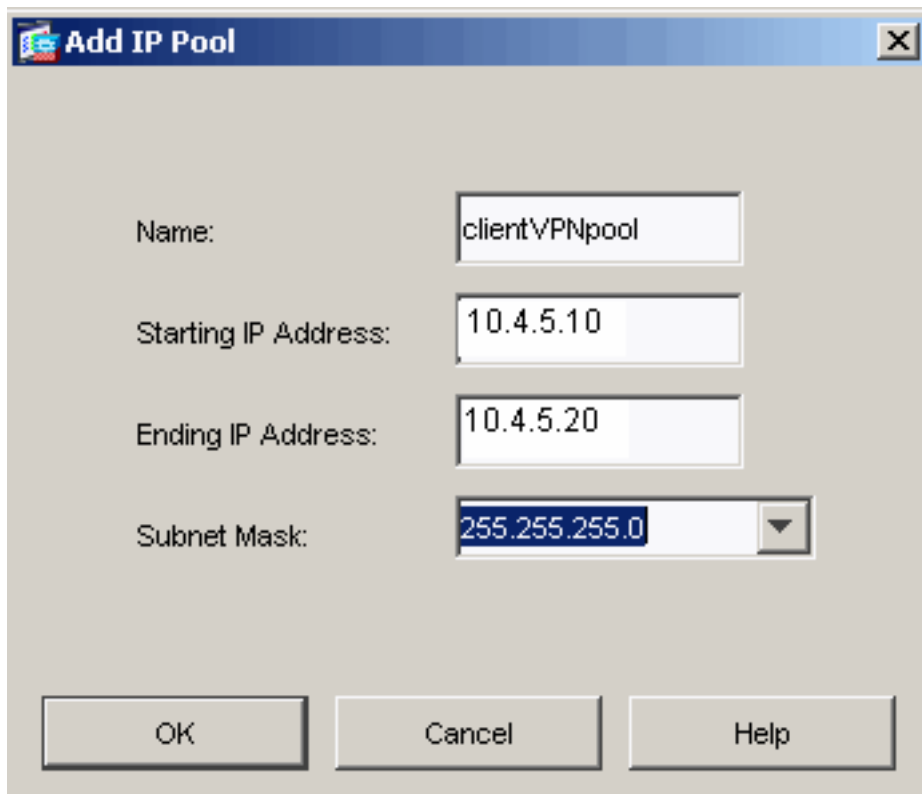 Add IP Pool
Name: clientVPNpool
Starting IP Address: 10.4.5.10
Ending IP Address: 10.4.5.20
Subnet Mask: 255.255.255.0
OK Cancel Help